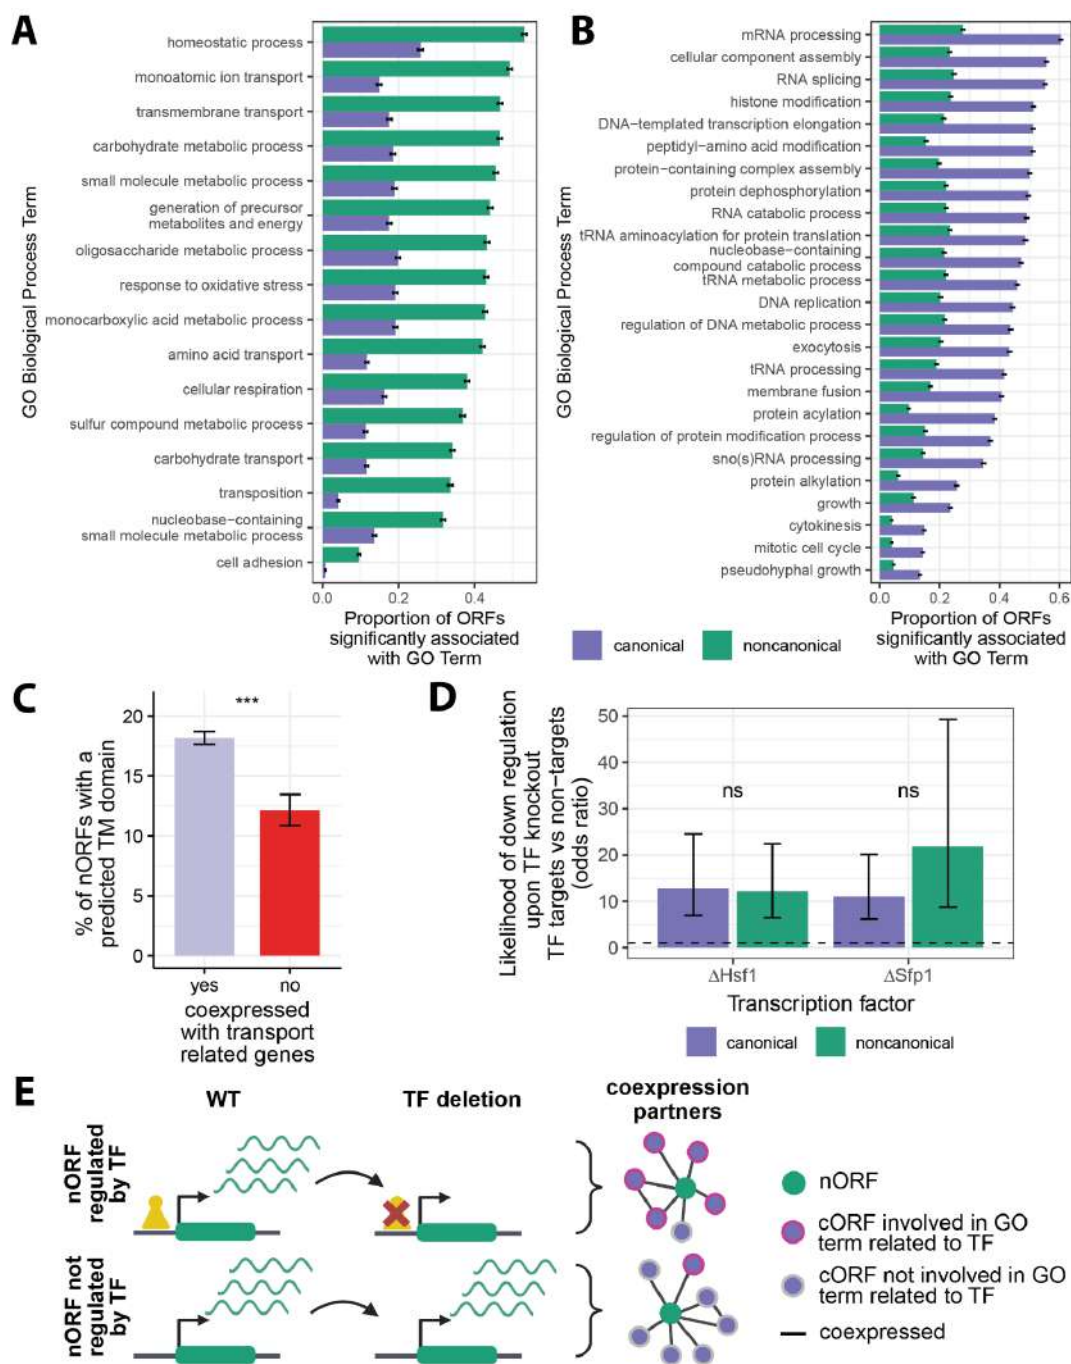 A
GO Biological Process Term
homeostatic process
monoatomic ion transport
transmembrane transport
carbohydrate metabolic process
small molecule metabolic process
generation of precursor
metabolites and energy
oligosaccharide metabolic process
response to oxidative stress
monocarboxylic acid metabolic process
amino acid transport
cellular respiration
sulfur compound metabolic process
carbohydrate transport
transposition
nucleobase−containing
small molecule metabolic process
cell adhesion
0.0 0.2 0.4
Proportion of ORFs
significantly associated
with GO Term
B
GO Biological Process Term
mRNA processing
cellular component assembly
RNA splicing
histone modification
DNA−templated transcription elongation
peptidyl−amino acid modification
protein−containing complex assembly
protein dephosphorylation
RNA catabolic process
tRNA aminoacylation for protein translation
nucleobase−containing
compound catabolic process
tRNA metabolic process
DNA replication
regulation of DNA metabolic process
exocytosis
tRNA processing
membrane fusion
protein acylation
regulation of protein modification process
sno(s)RNA processing
protein alkylation
growth
cytokinesis
mitotic cell cycle
pseudohyphal growth
0.0 0.2 0.4 0.6
Proportion of ORFs
significantly associated
with GO Term
canonical noncanonical
C
% of nORFs with a
predicted TM domain
20
15
10
5
0
***
yes no
coexpressed
with transport
related genes
D
Likelihood of down regulation
upon TF knockout
TF targets vs non−targets
(odds ratio)
50
40
30
20
10
0
ns ns
ΔHsf1 ΔSfp1
Transcription factor
canonical noncanonical
E
WT TF deletion coexpression
partners
nORF
regulated
by TF
nORF not
regulated
by TF
nORF
cORF involved in GO
term related to TF
cORF not involved in GO
term related to TF
coexpressed